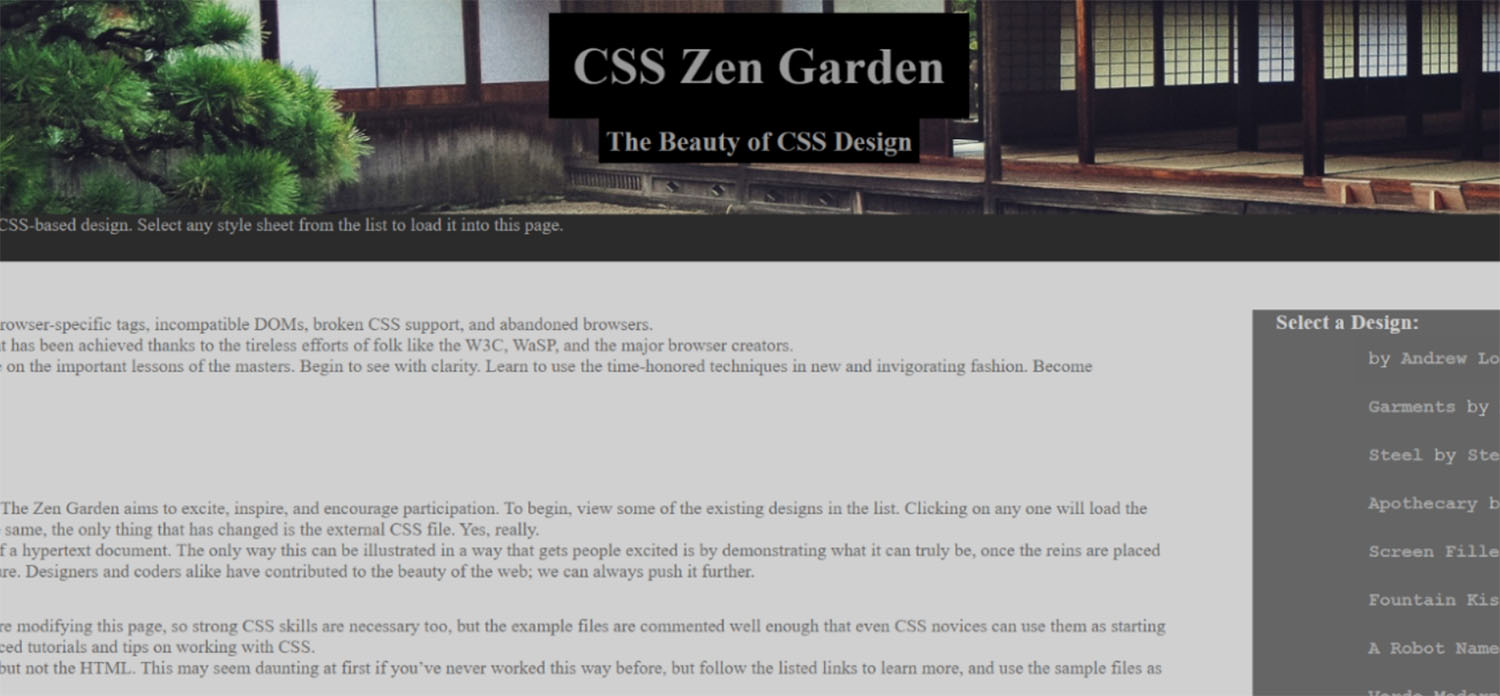 CSS Zen Garden
The Beauty of CSS Design
CSS-based design. Select any style sheet from the list to load it into this page.
rowser-specific tags, incompatible DOMs, broken CSS support, and abandoned browsers.
t has been achieved thanks to the tireless efforts of folk like the W3C, WaSP, and the major browser creators.
on the important lessons of the masters. Begin to see with clarity. Learn to use the time-honored techniques in new and invigorating fashion. Become
The Zen Garden aims to excite, inspire, and encourage participation. To begin, view some of the existing designs in the list. Clicking on any one will load the
same, the only thing that has changed is the external CSS file. Yes, really.
f a hypertext document. The only way this can be illustrated in a way that gets people excited is by demonstrating what it can truly be, once the reins are placed
re. Designers and coders alike have contributed to the beauty of the web; we can always push it further.
re modifying this page, so strong CSS skills are necessary too, but the example files are commented well enough that even CSS novices can use them as starting
ced tutorials and tips on working with CSS.
but not the HTML. This may seem daunting at first if you’ve never worked this way before, but follow the listed links to learn more, and use the sample files as
Select a Design:
by Andrew Lo
Garments by
Steel by Ste
Apothecary b
Screen Fille
Fountain Kis
A Robot Name